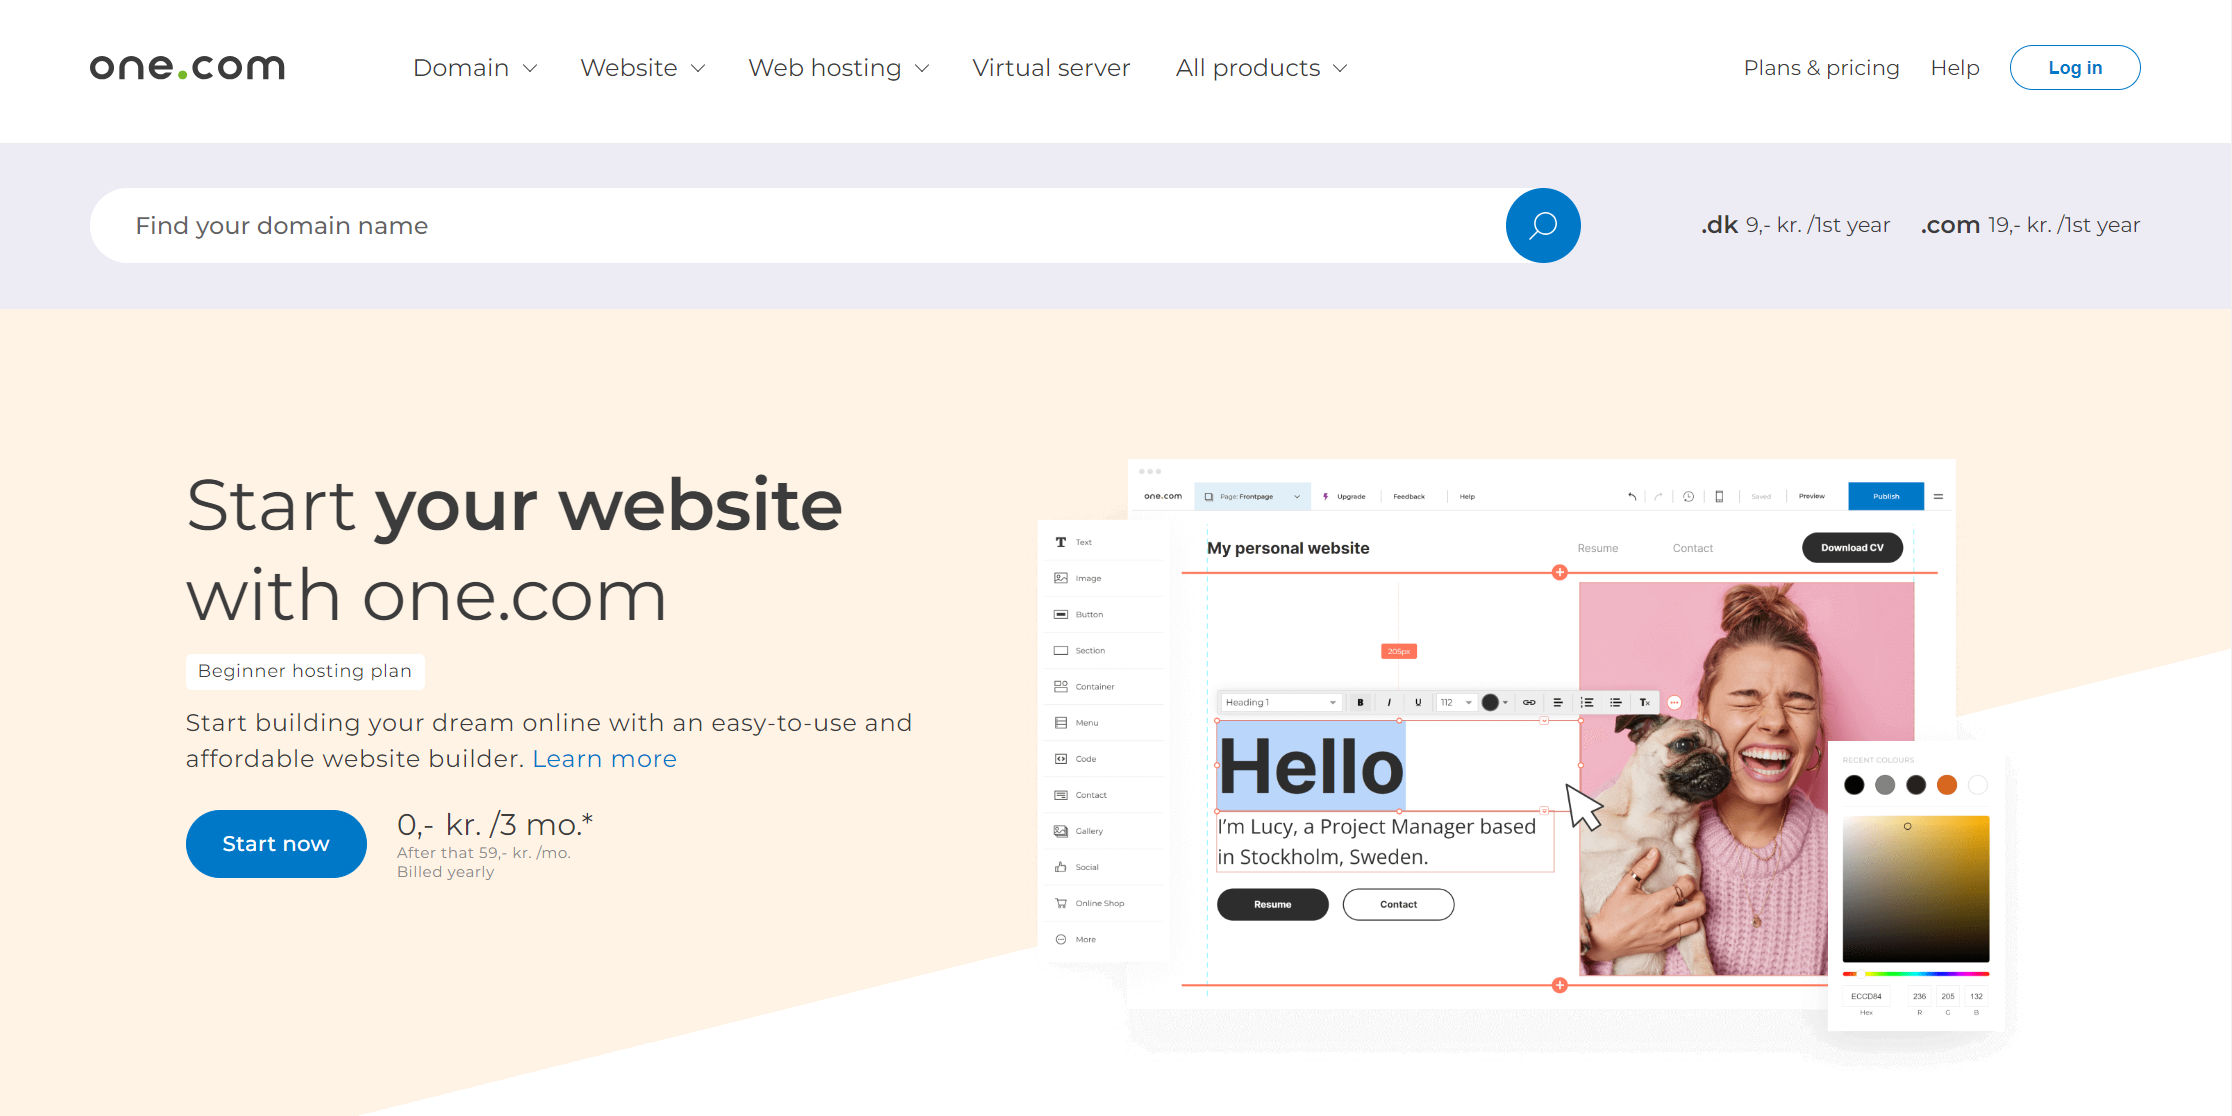 one.com
Domain
Website
Web hosting
Virtual server
All products
Plans & pricing
Help
Log in
Find your domain name
.dk 9,- kr. /1st year
.com 19,- kr. /1st year
Start your website
with one.com
Beginner hosting plan
Start building your dream online with an easy-to-use and
affordable website builder. Learn more
Start now
0,- kr. /3 mo.*
After that 59,- kr. /mo.
Billed yearly
one.com
Page: Frontpage
Upgrade
Feedback
Help
Saved
Preview
Publish
Text
Image
Button
Section
Container
Menu
Code
Contact
Gallery
Social
Online Shop
More
My personal website
Resume
Contact
Download CV
205px
Heading 1
B I U
112
Tx
Hello
I'm Lucy, a Project Manager based
in Stockholm, Sweden.
Resume
Contact
RECENT COLOURS
ECCD84 236 205 132
Hex R G B